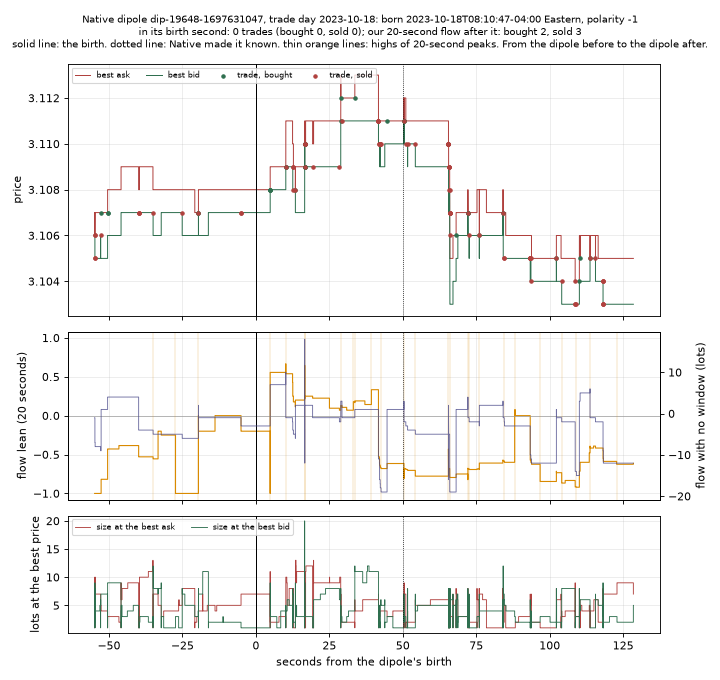 Native dipole dip-19648-1697631047, trade day 2023-10-18: born 2023-10-18T08:10:47-04:00 Eastern, polarity -1
in its birth second: 0 trades (bought 0, sold 0); our 20-second flow after it: bought 2, sold 3
solid line: the birth. dotted line: Native made it known. thin orange lines: highs of 20-second peaks. From the dipole before to the dipole after.
best ask
best bid
trade, bought
trade, sold
3.112
3.110
3.108
3.106
3.104
price
1.0
0.5
0.0
−0.5
−1.0
flow lean (20 seconds)
10
0
−10
−20
flow with no window (lots)
size at the best ask
size at the best bid
20
15
10
5
lots at the best price
−50
−25
0
25
50
75
100
125
seconds from the dipole's birth